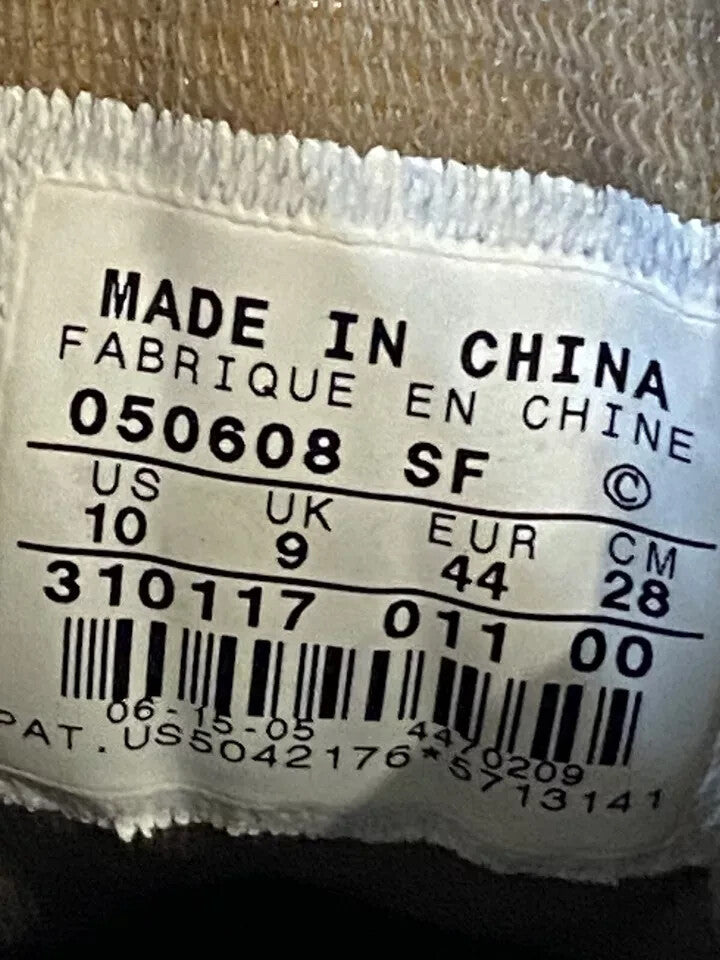 MADE IN CHINA
FABRIQUE EN CHINE
050608 SF ©
US UK EUR CM
10 9 44 28
310117 011 00
06-15-05 4470209
PAT.US5042176*5713141